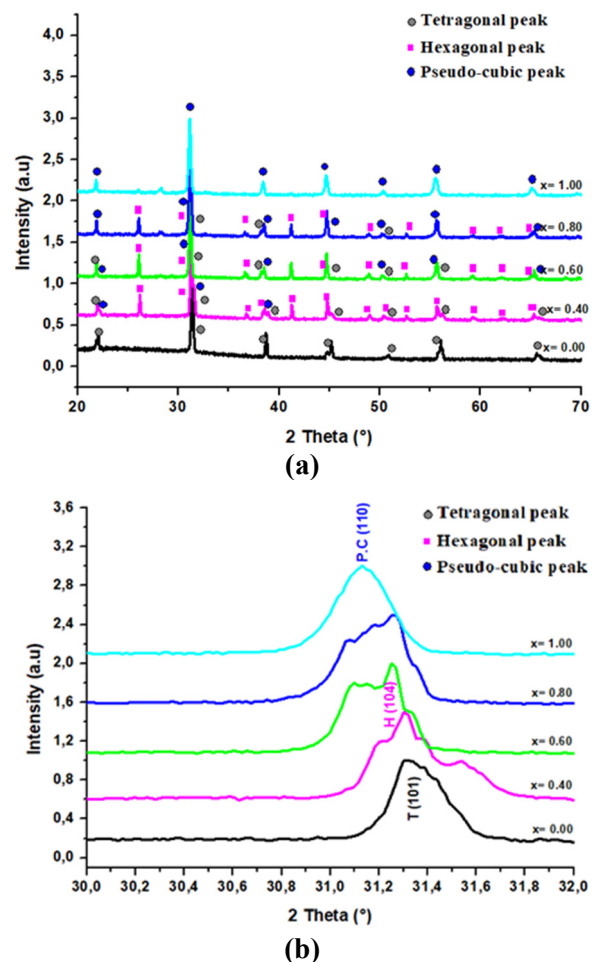 4,0
3,5
3,0
2,5
2,0
1,5
1,0
0,5
0,0
Intensity (a.u)
Tetragonal peak
Hexagonal peak
Pseudo-cubic peak
x= 1.00
x= 0.80
x= 0.60
x= 0.40
x= 0.00
20 30 40 50 60 70
2 Theta (°)
(a)
3,6
3,2
2,8
2,4
2,0
1,6
1,2
0,8
0,4
0,0
Intensity (a.u)
Tetragonal peak
Hexagonal peak
Pseudo-cubic peak
P.C (110)
H (104)
T (101)
x= 1.00
x= 0.80
x= 0.60
x= 0.40
x= 0.00
30,0 30,2 30,4 30,6 30,8 31,0 31,2 31,4 31,6 31,8 32,0
2 Theta (°)
(b)